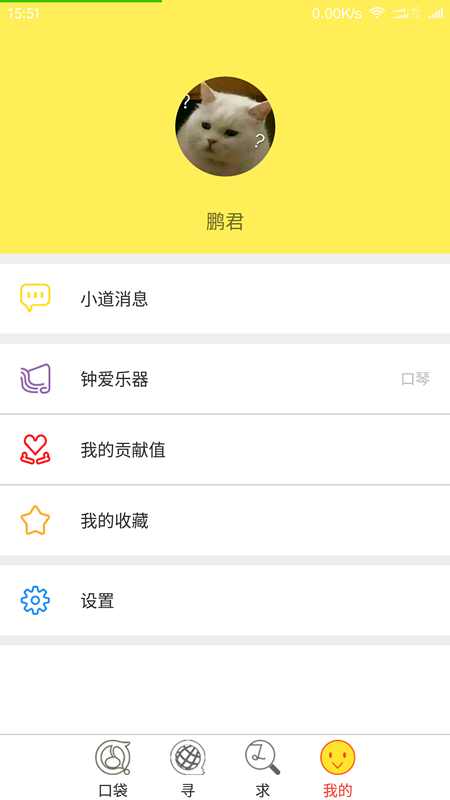 15:51
0.00K/s
?
?
鹏君
小道消息
钟爱乐器
口琴
我的贡献值
我的收藏
设置
口袋
寻
求
我的